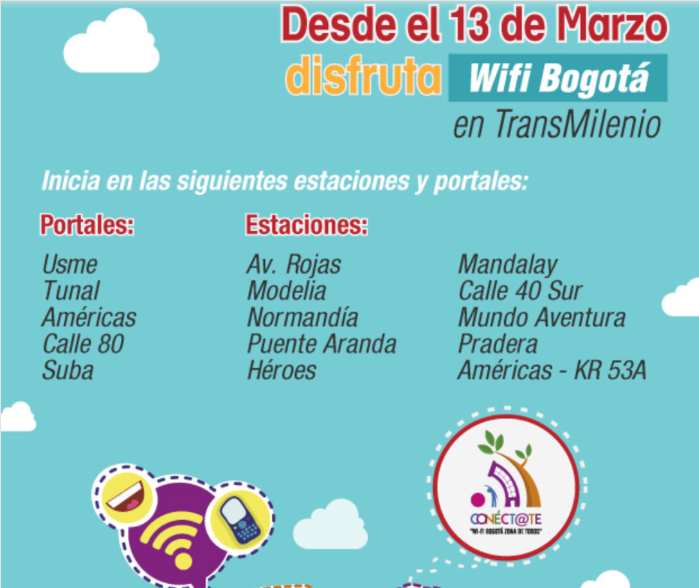 Desde el 13 de Marzo
disfruta Wifi Bogotá
en TransMilenio
Inicia en las siguientes estaciones y portales:
Portales:
Usme
Tunal
Américas
Calle 80
Suba
Estaciones:
Av. Rojas
Modelia
Normandía
Puente Aranda
Héroes
Mandalay
Calle 40 Sur
Mundo Aventura
Pradera
Américas - KR 53A
CONÉCT@TE
"WI-FI BOGOTÁ ZONA DE TODOS"